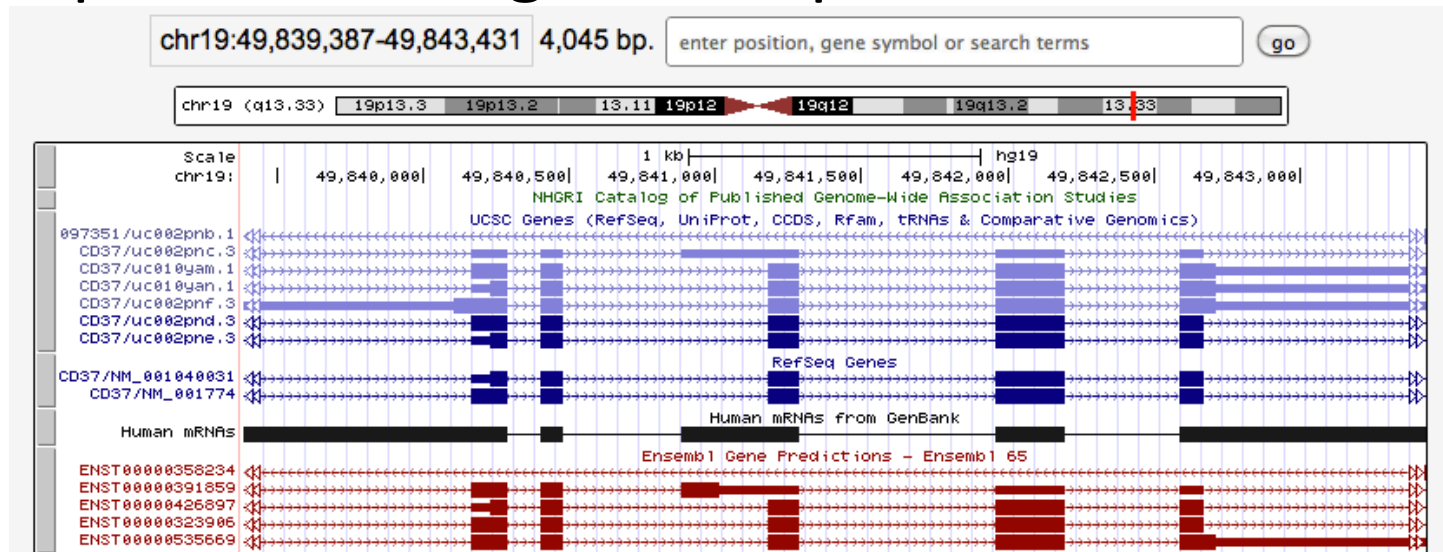 chr19:49,839,387-49,843,431 4,045 bp. enter position, gene symbol or search terms go
chr19 (q13.33) 19p13.3 19p13.2 13.11 19p12 19q12 19q13.2 13.33
Scale 1 kb hg19
chr19: 49,840,000 49,840,500 49,841,000 49,841,500 49,842,000 49,842,500 49,843,000
NHGRI Catalog of Published Genome-Wide Association Studies
UCSC Genes (RefSeq, UniProt, CCDS, Rfam, tRNAs & Comparative Genomics)
097351/uc002pnb.1
CD37/uc002pnc.3
CD37/uc010yam.1
CD37/uc010yan.1
CD37/uc002pnf.3
CD37/uc002pnd.3
CD37/uc002pne.3
RefSeq Genes
CD37/NM_001040031
CD37/NM_001774
Human mRNAs from GenBank
Human mRNAs
Ensembl Gene Predictions - Ensembl 65
ENST00000358234
ENST00000391859
ENST00000426897
ENST00000323906
ENST00000535669